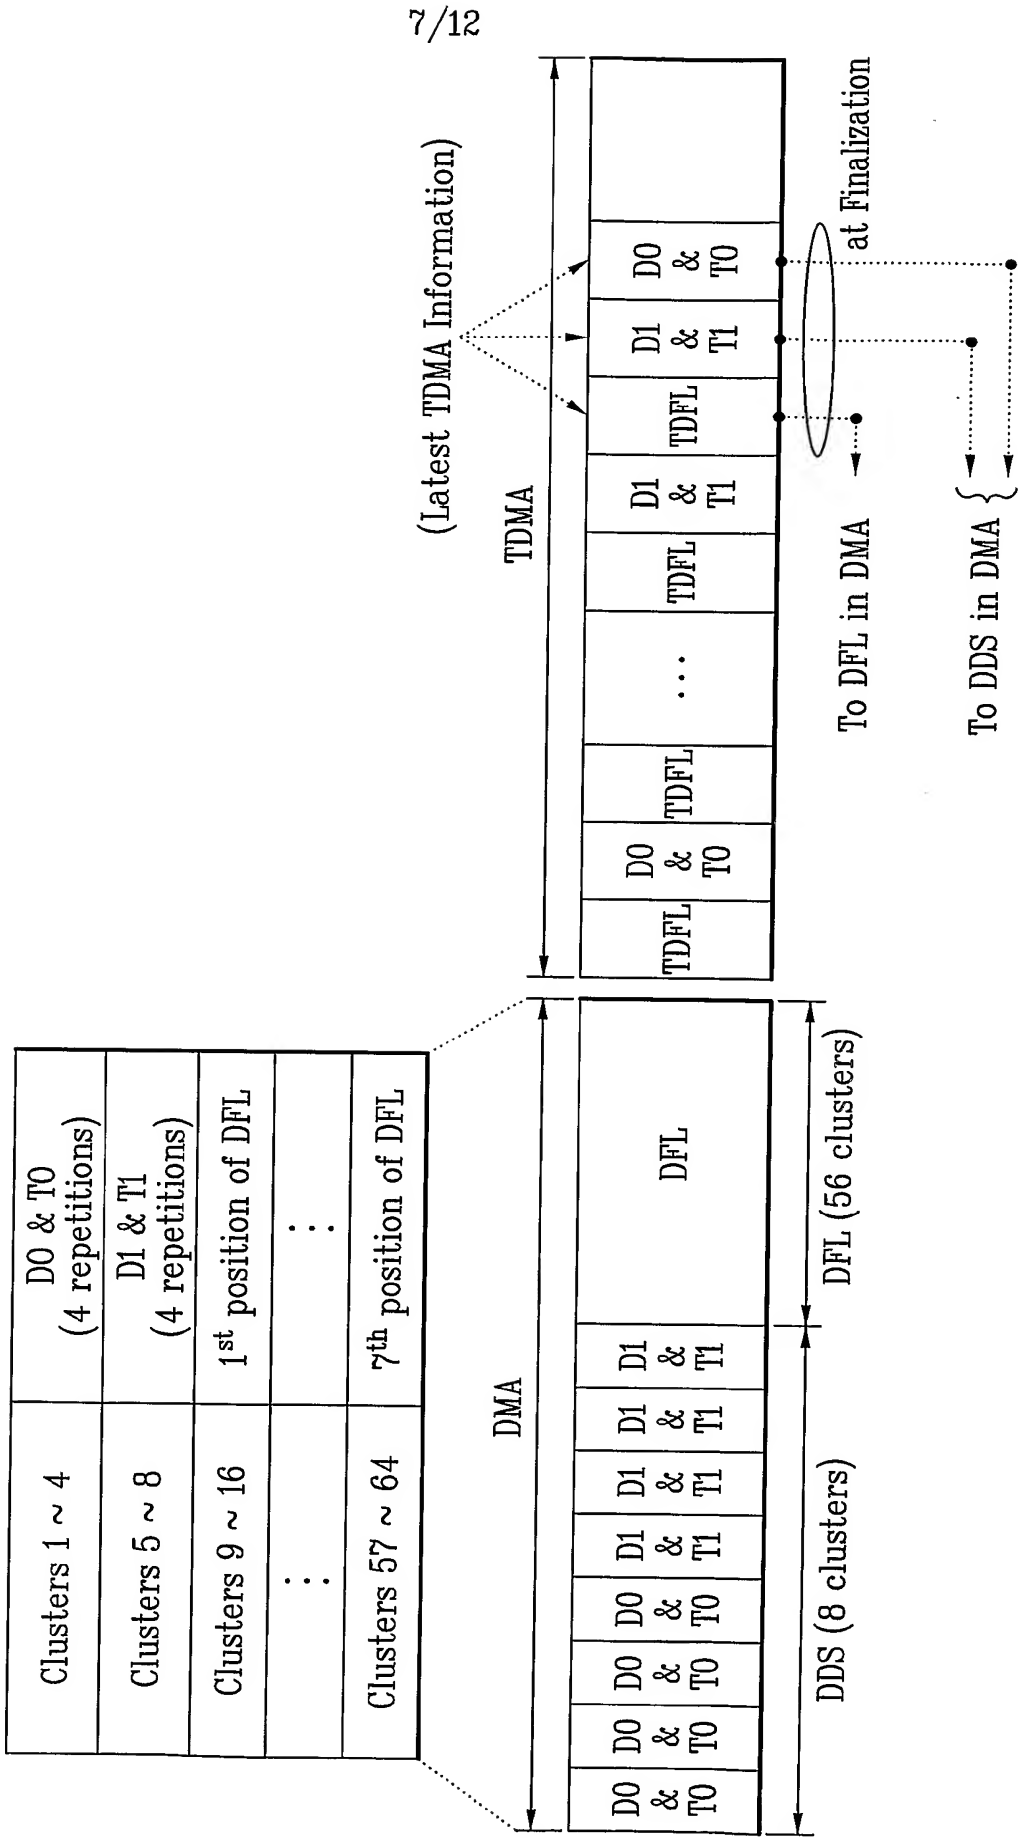 7/12
Clusters 1 ~ 4
D0 & T0
(4 repetitions)
Clusters 5 ~ 8
D1 & T1
(4 repetitions)
Clusters 9 ~ 16
1st position of DFL
...
...
Clusters 57 ~ 64
7th position of DFL
(Latest TDMA Information)
DMA
TDMA
D0
&
T0
D0
&
T0
D0
&
T0
D0
&
T0
D1
&
T1
D1
&
T1
D1
&
T1
D1
&
T1
DFL
TDFL
D0
&
T0
TDFL
...
TDFL
D1
&
T1
TDFL
D1
&
T1
D0
&
T0
DDS (8 clusters)
DFL (56 clusters)
To DFL in DMA
at Finalization
To DDS in DMA